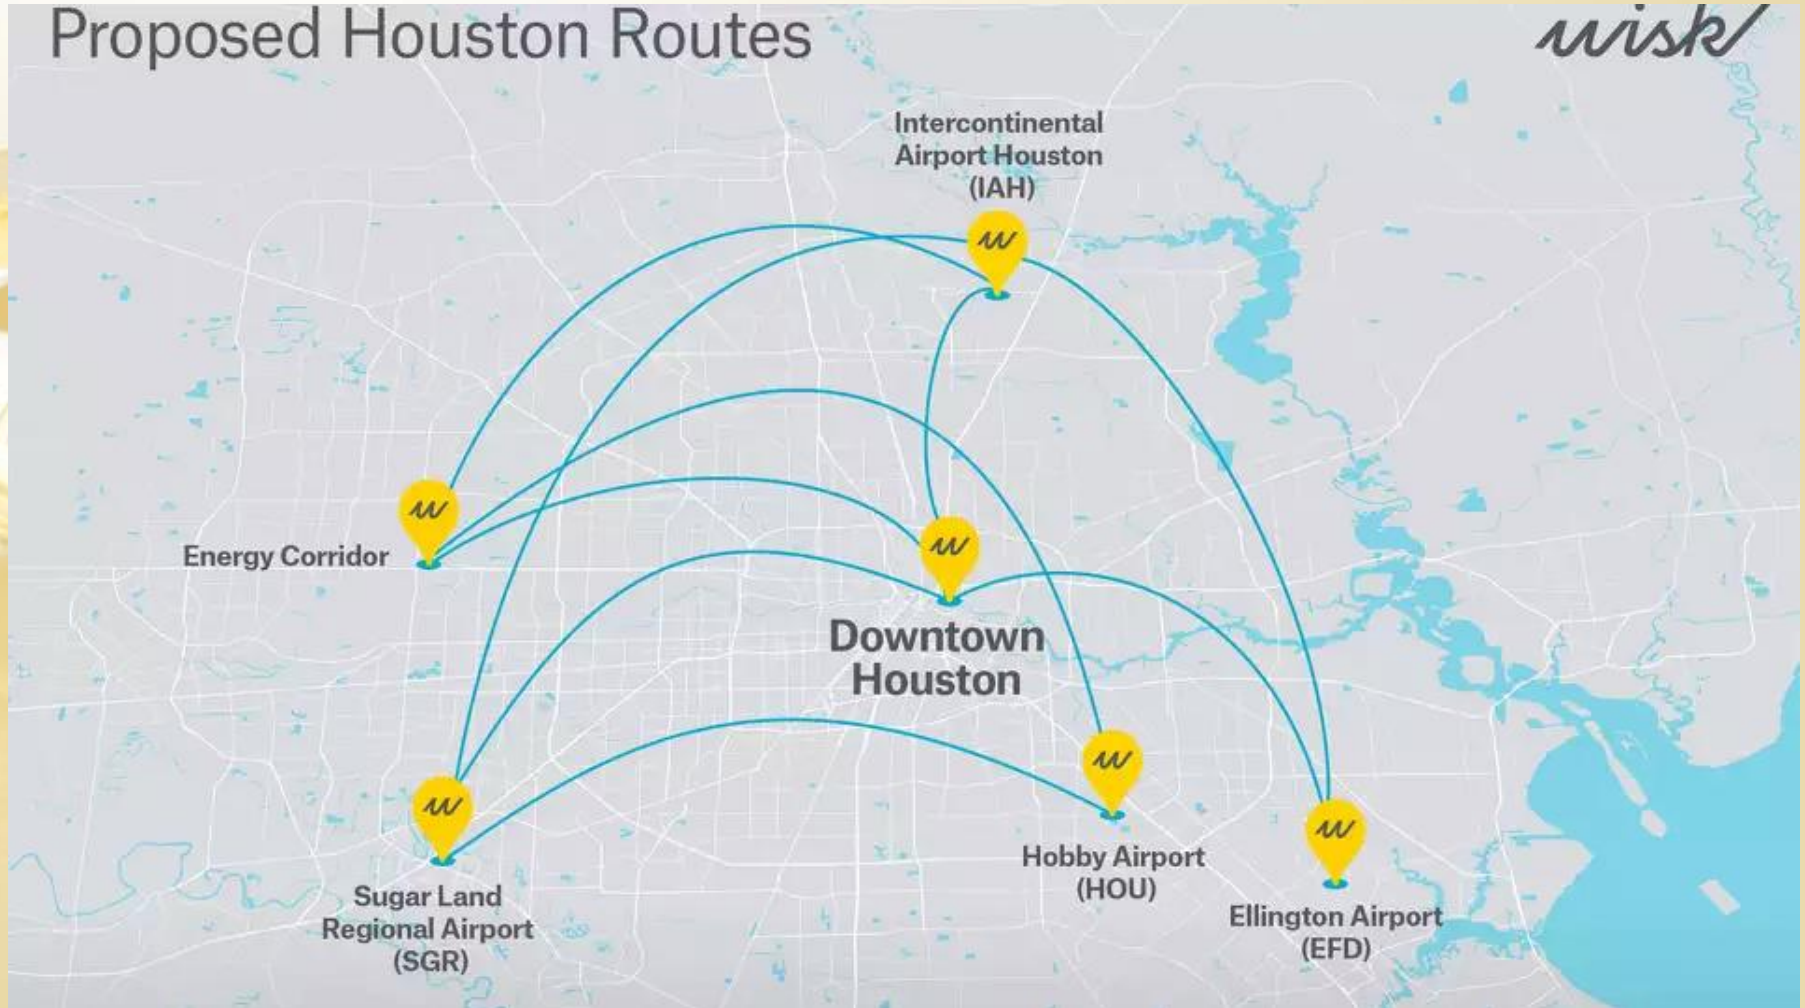 Proposed Houston Routes
wisk
Intercontinental
Airport Houston
(IAH)
w
w
Energy Corridor
w
Downtown
Houston
w
Hobby Airport
(HOU)
w
Sugar Land
Regional Airport
(SGR)
w
Ellington Airport
(EFD)